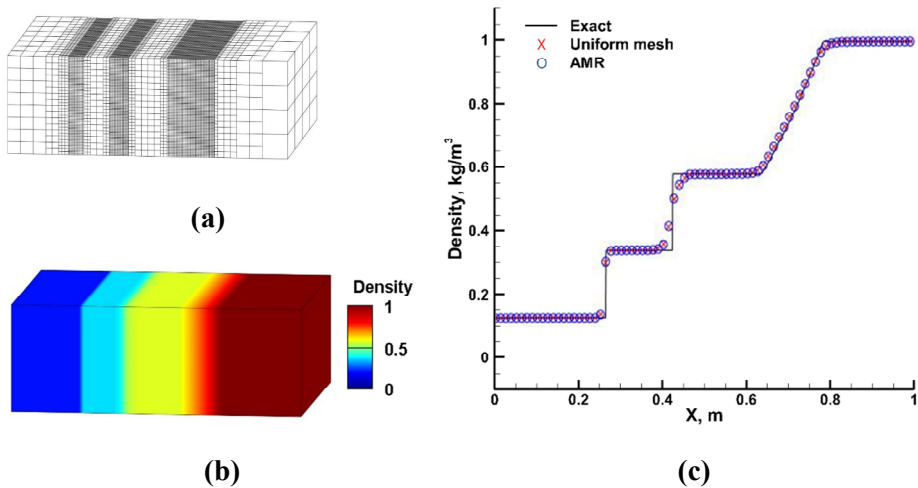 (a)
Density
1
0.5
0
(b)
Exact
Uniform mesh
AMR
Density, kg/m³
1
0.8
0.6
0.4
0.2
0
0
0.2
0.4
0.6
0.8
1
X, m
(c)